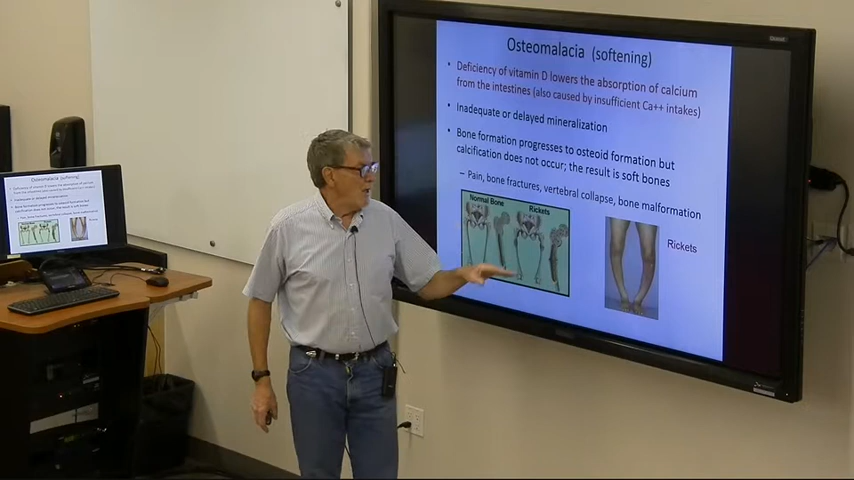 Osteomalacia (softening)
• Deficiency of vitamin D lowers the absorption of calcium
from the intestines (also caused by insufficient Ca++ intake)
• Inadequate or delayed mineralization
• Bone formation progresses to osteoid formation but
calcification does not occur; the result is soft bones
– Pain, bone fractures, vertebral collapse, bone malformation
Normal Bone
Rickets
Rickets